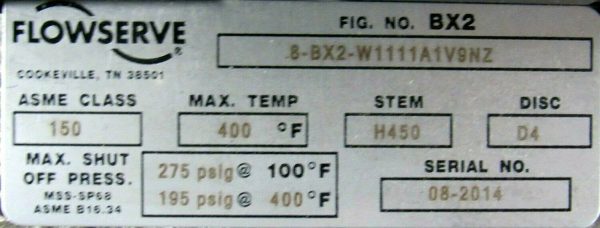 FLOWSERVE®
COOKEVILLE, TN 38501
FIG. NO. BX2
8-BX2-W1111A1V9NZ
ASME CLASS MAX. TEMP STEM DISC
150 400 °F H450 D4
MAX. SHUT OFF PRESS.
MSS-SP68
ASME B16.34
275 psig@ 100°F
195 psig@ 400°F
SERIAL NO.
08-2014